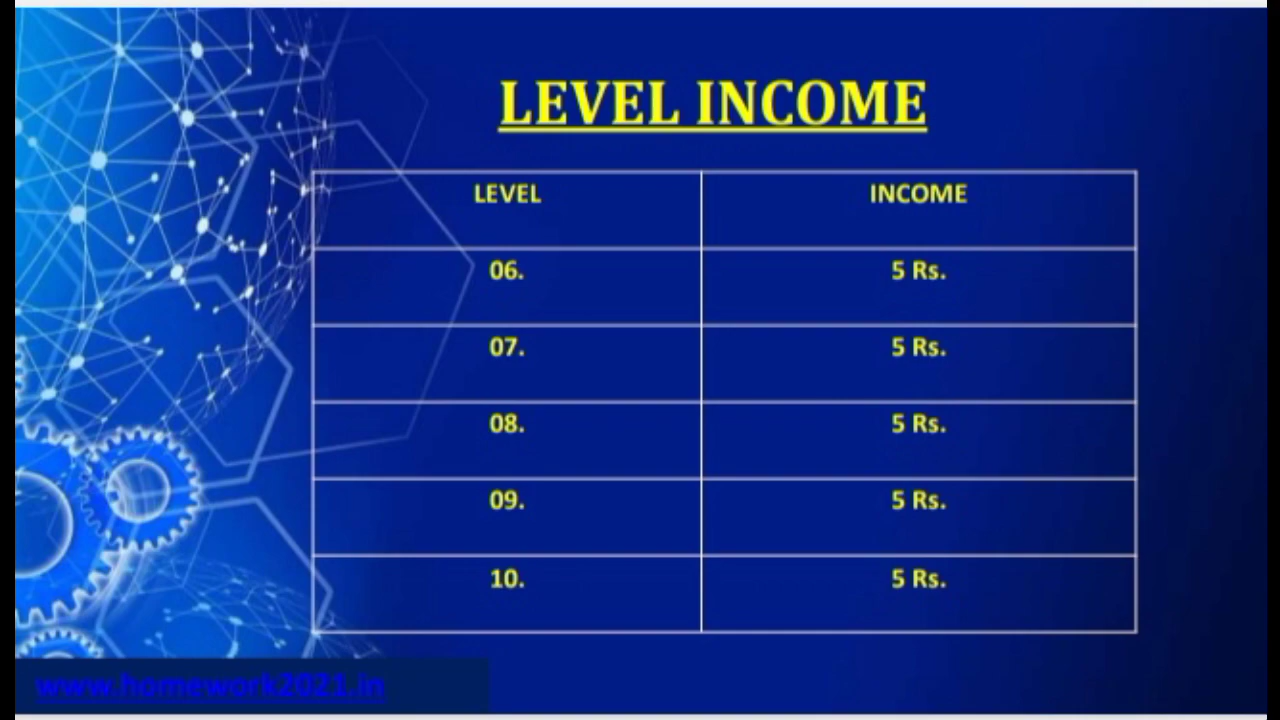 LEVEL INCOME
LEVEL INCOME
06. 5 Rs.
07. 5 Rs.
08. 5 Rs.
09. 5 Rs.
10. 5 Rs.
www.homework2021.in